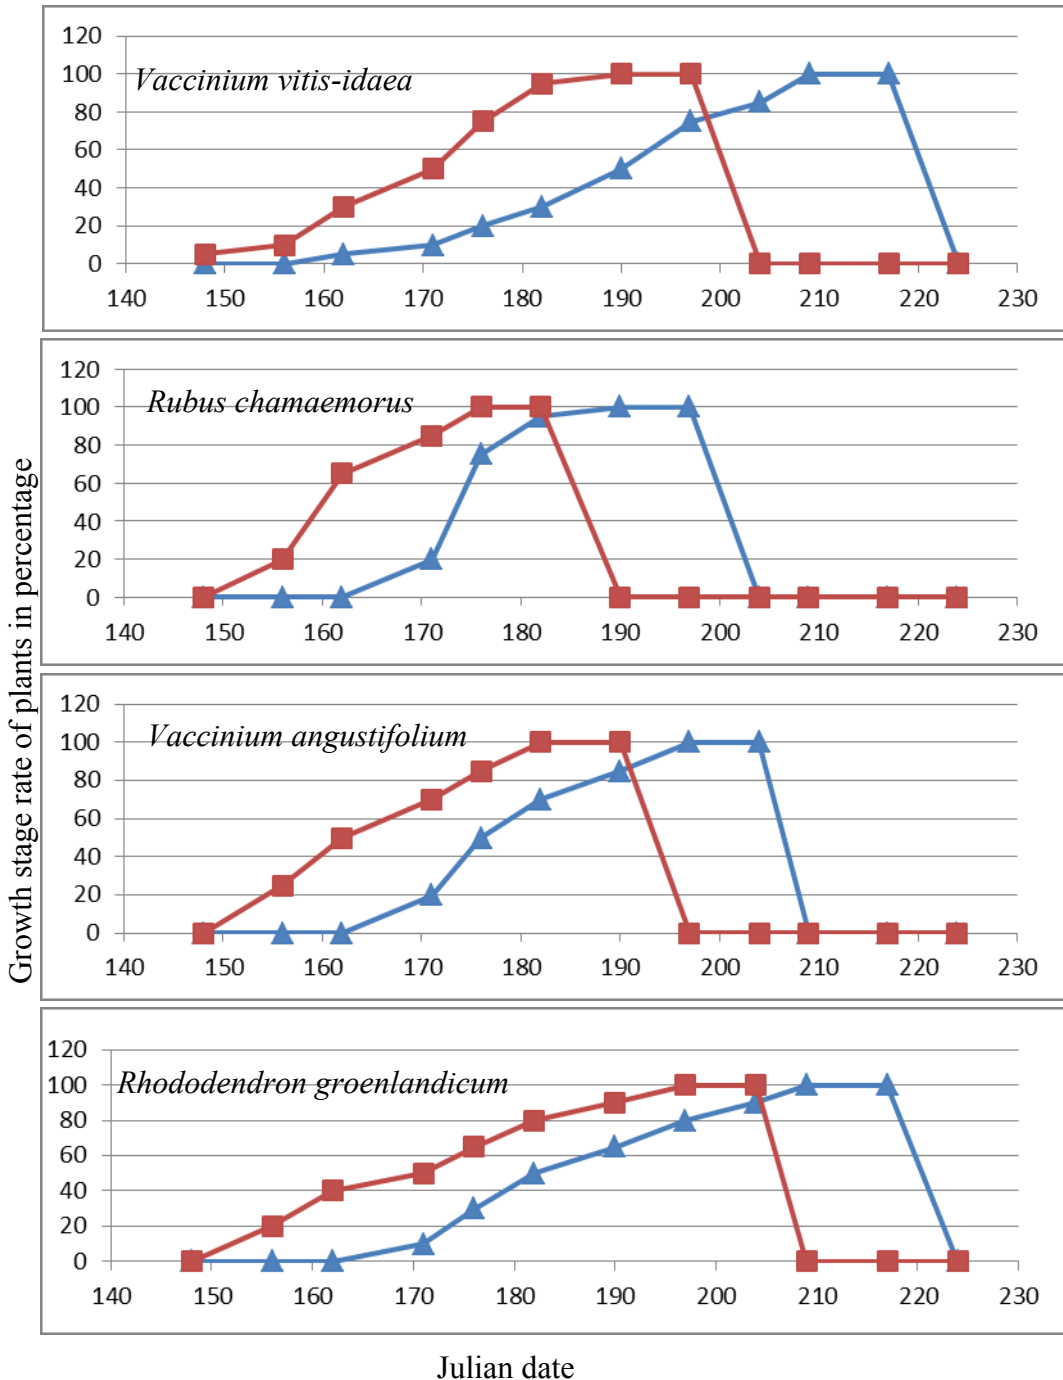 120
100
80
60
40
20
0
Vaccinium vitis-idaea
140 150 160 170 180 190 200 210 220 230
120
100
80
60
40
20
0
Rubus chamaemorus
140 150 160 170 180 190 200 210 220 230
120
100
80
60
40
20
0
Vaccinium angustifolium
140 150 160 170 180 190 200 210 220 230
120
100
80
60
40
20
0
Rhododendron groenlandicum
140 150 160 170 180 190 200 210 220 230
Growth stage rate of plants in percentage
Julian date